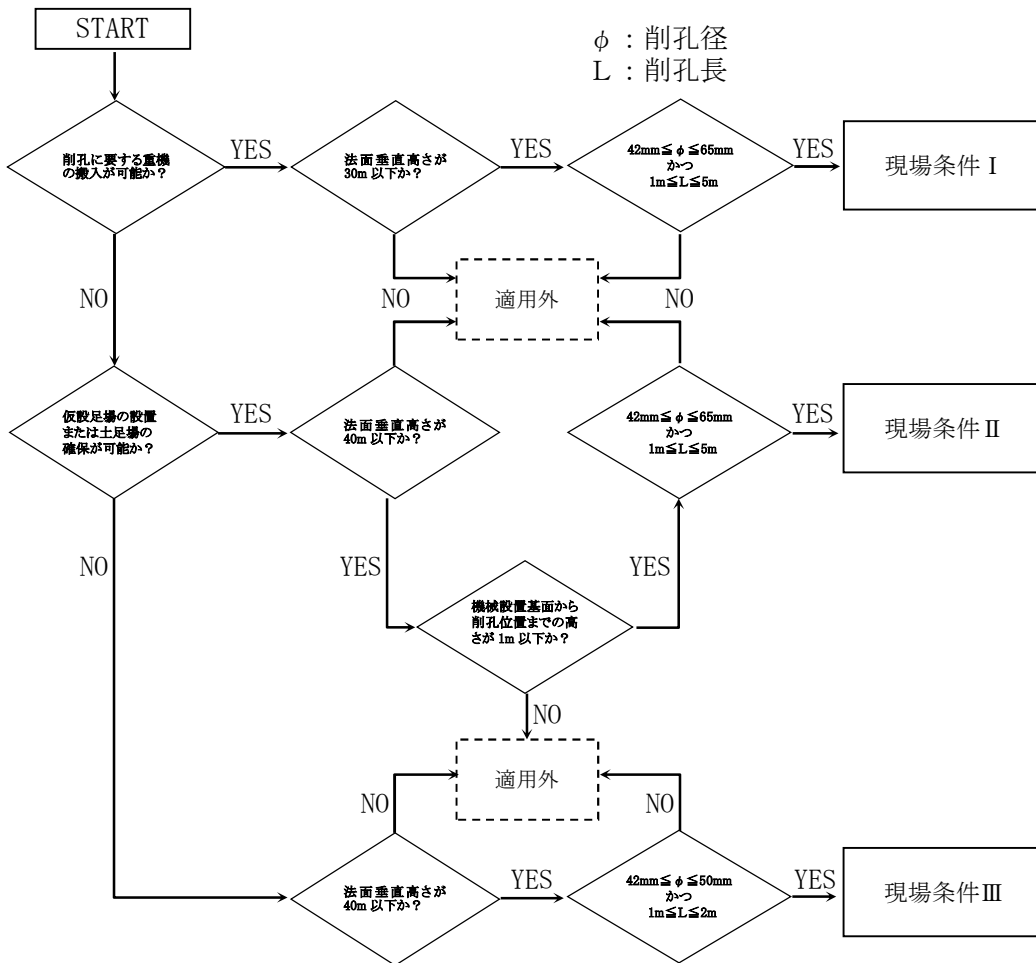 START
φ：削孔径
L：削孔長
削孔に要する重機
の搬入が可能か？
YES
法面垂直高さが
30m 以下か？
YES
42mm≦φ≦65mm
かつ
1m≦L≦5m
YES
現場条件Ⅰ
NO
NO
適用外
NO
仮設足場の設置
または土足場の
確保が可能か？
YES
法面垂直高さが
40m 以下か？
NO
42mm≦φ≦65mm
かつ
1m≦L≦5m
YES
現場条件Ⅱ
YES
機械設置基面から
削孔位置までの高
さが 1m 以下か？
YES
NO
適用外
NO
NO
法面垂直高さが
40m 以下か？
YES
42mm≦φ≦50mm
かつ
1m≦L≦2m
YES
現場条件Ⅲ